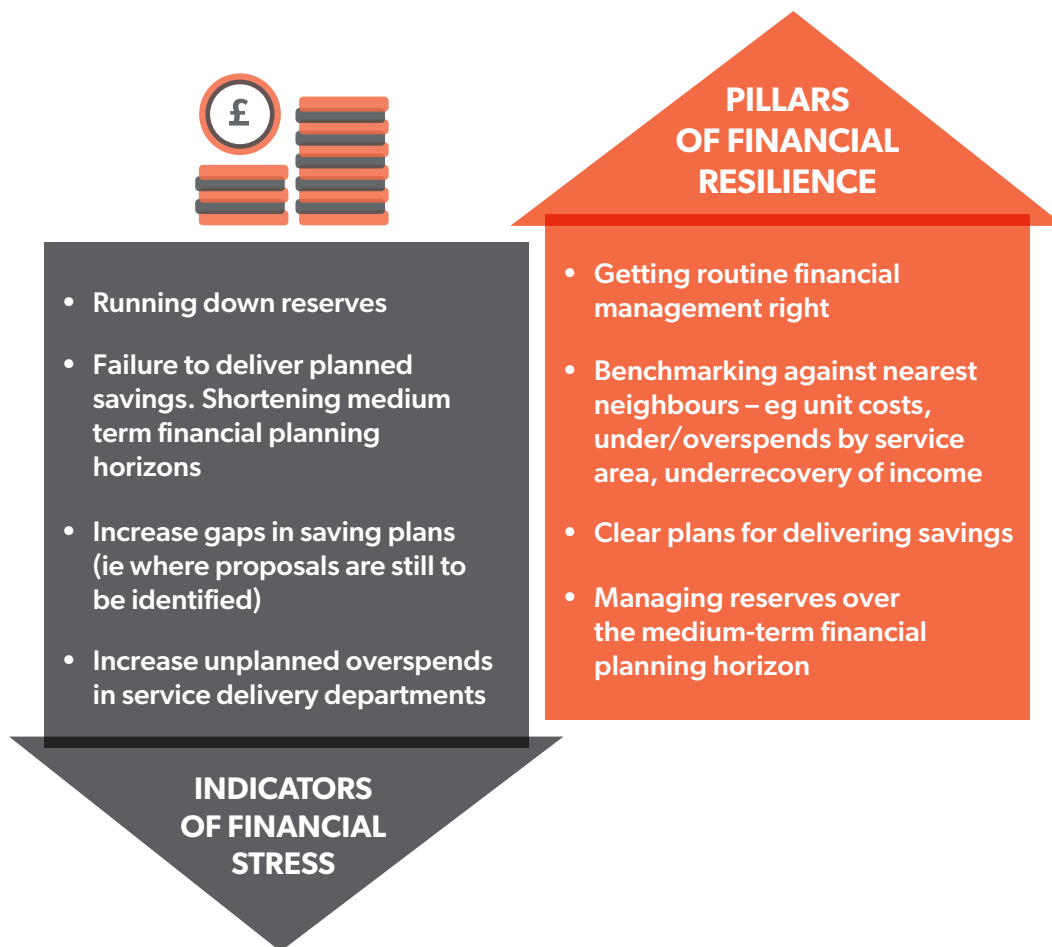 £
• Running down reserves
• Failure to deliver planned
savings. Shortening medium
term financial planning
horizons
• Increase gaps in saving plans
(ie where proposals are still to
be identified)
• Increase unplanned overspends
in service delivery departments
INDICATORS
OF FINANCIAL
STRESS
PILLARS
OF FINANCIAL
RESILIENCE
• Getting routine financial
management right
• Benchmarking against nearest
neighbours – eg unit costs,
under/overspends by service
area, underrecovery of income
• Clear plans for delivering savings
• Managing reserves over
the medium-term financial
planning horizon